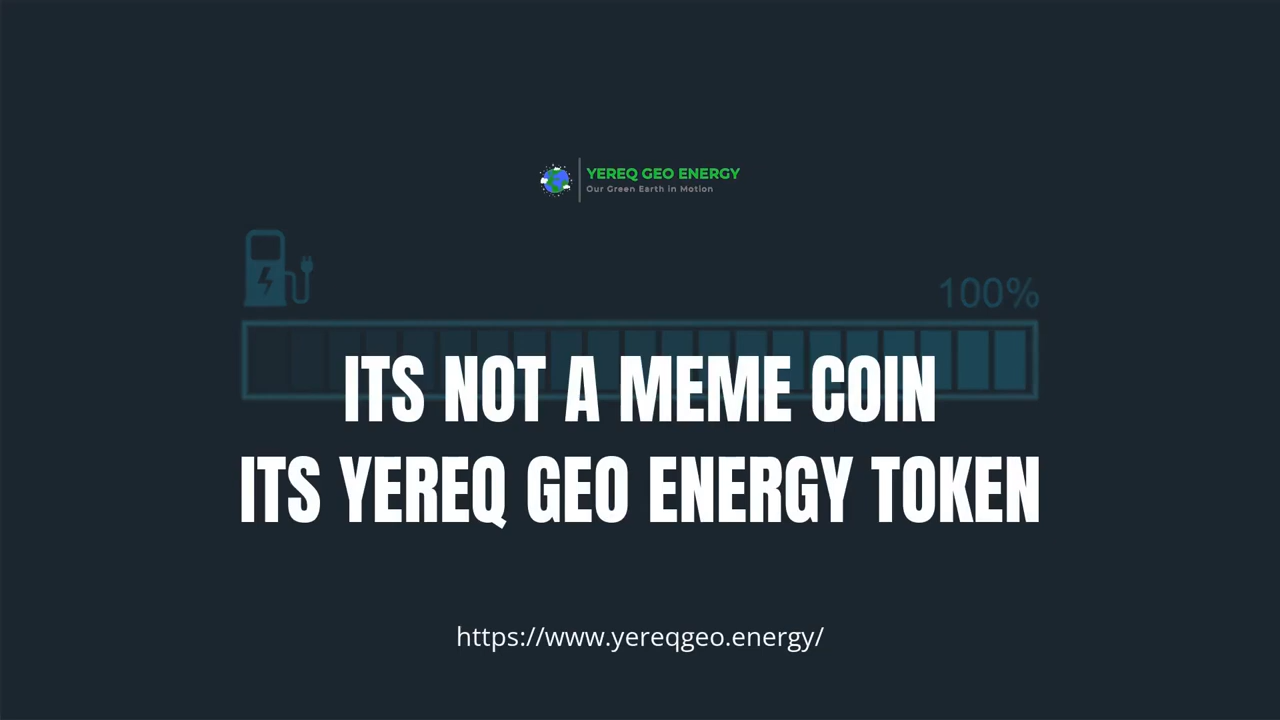 YEREQ GEO ENERGY
Our Green Earth in Motion
100%
ITS NOT A MEME COIN
ITS YEREQ GEO ENERGY TOKEN
https://www.yereqgeo.energy/